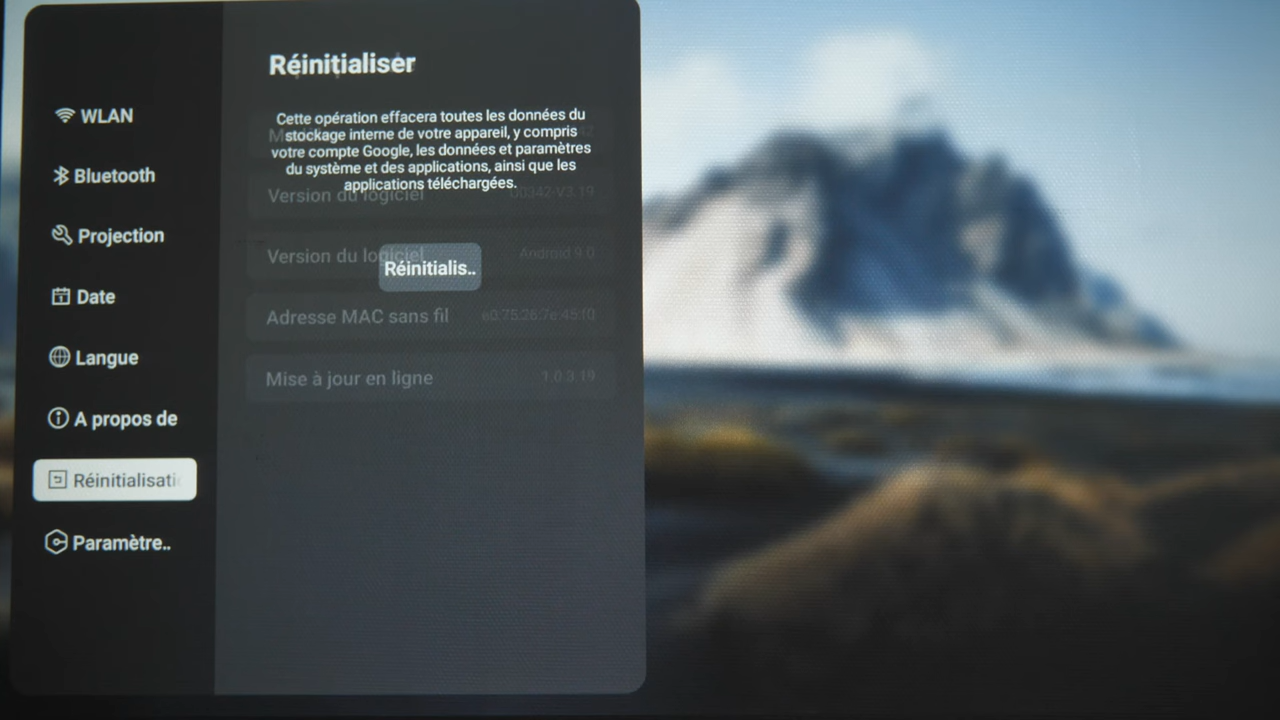 WLAN
Bluetooth
Projection
Date
Langue
A propos de
Réinitialisati
Paramètre..
Réinitialiser
Cette opération effacera toutes les données du
stockage interne de votre appareil, y compris
votre compte Google, les données et paramètres
du système et des applications, ainsi que les
applications téléchargées.
Réinitialis..
Version du logiciel
Version du logiciel Android 9.0
Adresse MAC sans fil
Mise à jour en ligne 1.0.3.19